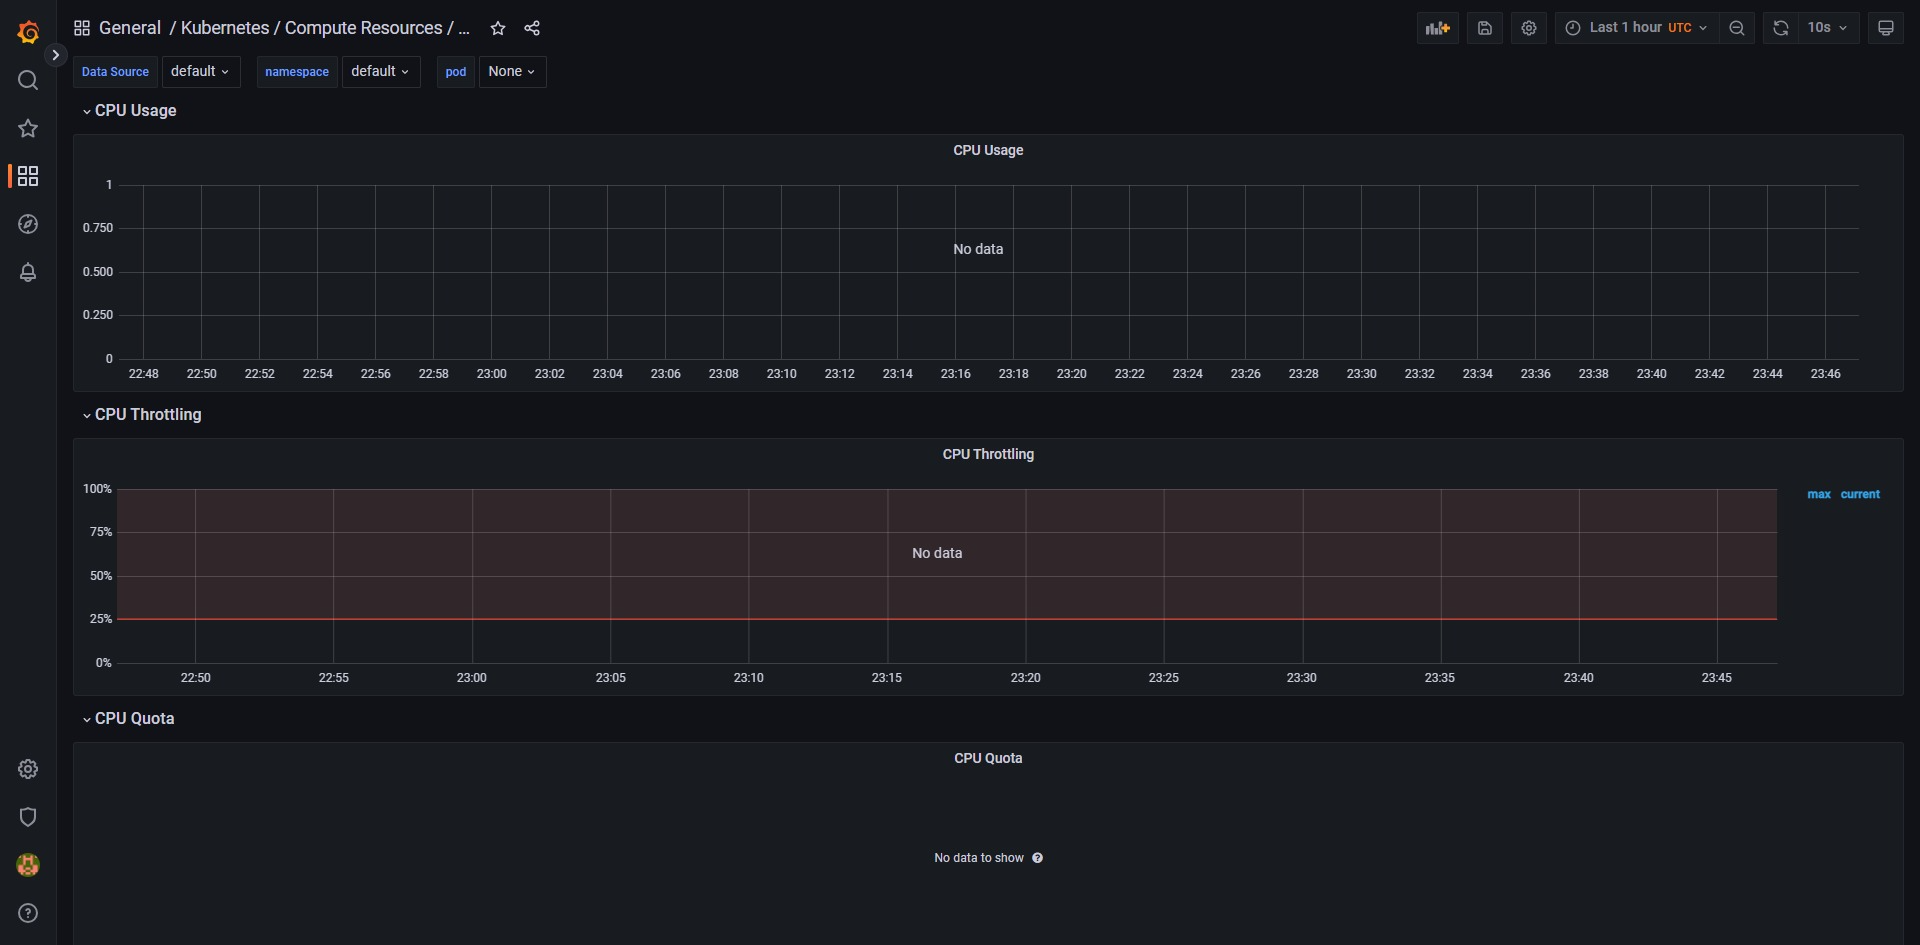 General / Kubernetes / Compute Resources / ...
Last 1 hour UTC
10s
Data Source default namespace default pod None
CPU Usage
CPU Usage
1
0.750
0.500
0.250
0
No data
22:48 22:50 22:52 22:54 22:56 22:58 23:00 23:02 23:04 23:06 23:08 23:10 23:12 23:14 23:16 23:18 23:20 23:22 23:24 23:26 23:28 23:30 23:32 23:34 23:36 23:38 23:40 23:42 23:44 23:46
CPU Throttling
CPU Throttling
max current
100%
75%
50%
25%
0%
No data
22:50 22:55 23:00 23:05 23:10 23:15 23:20 23:25 23:30 23:35 23:40 23:45
CPU Quota
CPU Quota
No data to show